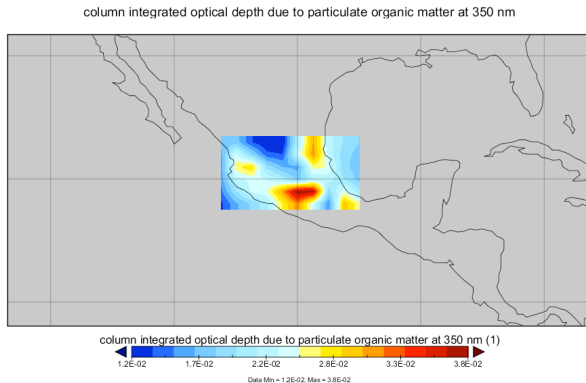 column integrated optical depth due to particulate organic matter at 350 nm
column integrated optical depth due to particulate organic matter at 350 nm (1)
1.2E-02 1.7E-02 2.2E-02 2.8E-02 3.3E-02 3.8E-02
Data Min = 1.2E-02, Max = 3.8E-02